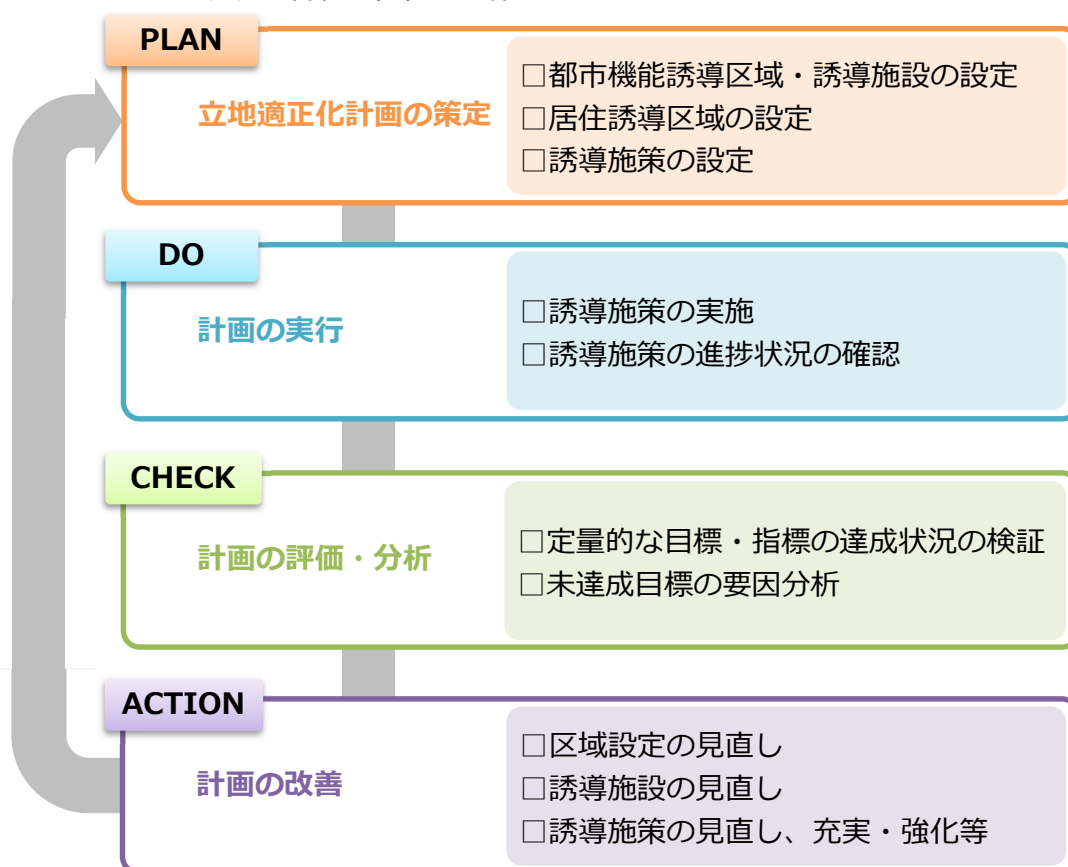 PLAN
立地適正化計画の策定
□都市機能誘導区域・誘導施設の設定
□居住誘導区域の設定
□誘導施策の設定
DO
計画の実行
□誘導施策の実施
□誘導施策の進捗状況の確認
CHECK
計画の評価・分析
□定量的な目標・指標の達成状況の検証
□未達成目標の要因分析
ACTION
計画の改善
□区域設定の見直し
□誘導施設の見直し
□誘導施策の見直し、充実・強化等